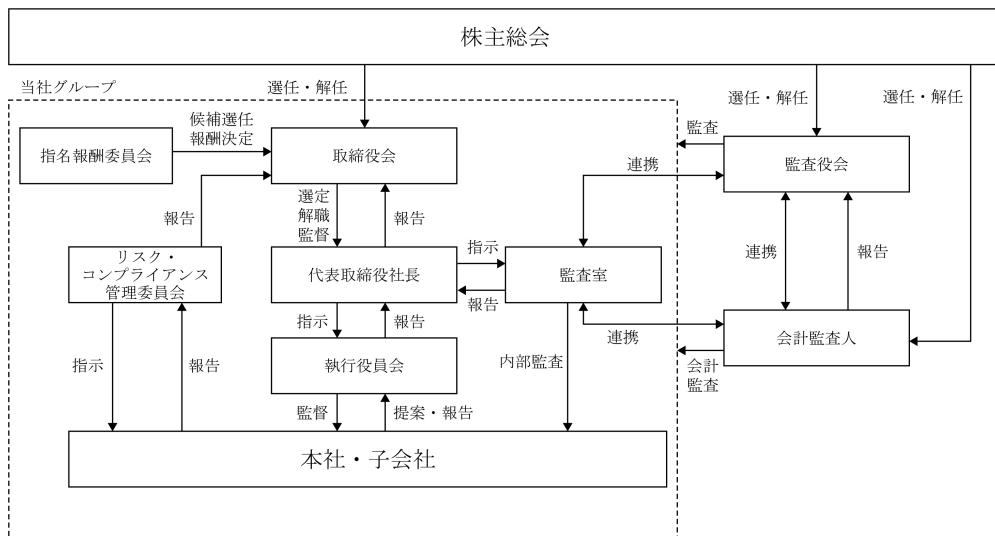 株主総会
当社グループ
選任・解任
選任・解任
選任・解任
指名報酬委員会
候補選任
報酬決定
取締役会
監査
監査役会
連携
報告
選定
解職
監督
報告
リスク・
コンプライアンス
管理委員会
代表取締役社長
指示
報告
監査室
連携
報告
指示
報告
連携
会計監査人
執行役員会
内部監査
会計
監査
指示
報告
監督
提案・報告
本社・子会社